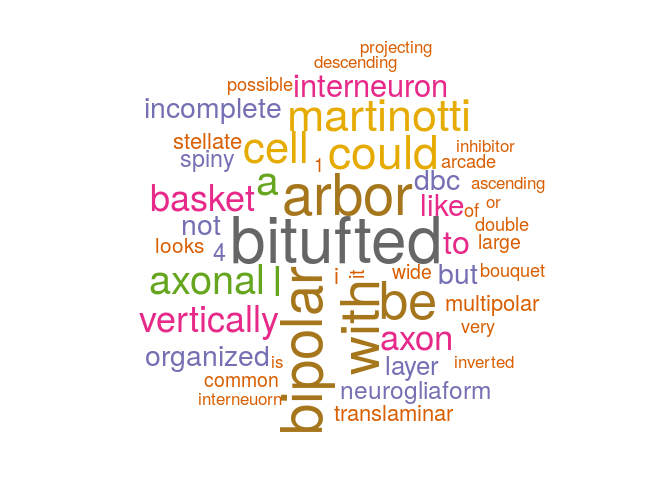 projecting
descending
possible interneuron
incomplete martinotti
stellate cell could inhibitor
spiny 1 arcade
a arbor dbc ascending
basket like of or
not bitufted double
looks 4 to large
axonal l i it wide but bouquet
bipolar with be multipolar
vertically axon very
organized is layer inverted
common neurogliaform
interneuorn translaminar